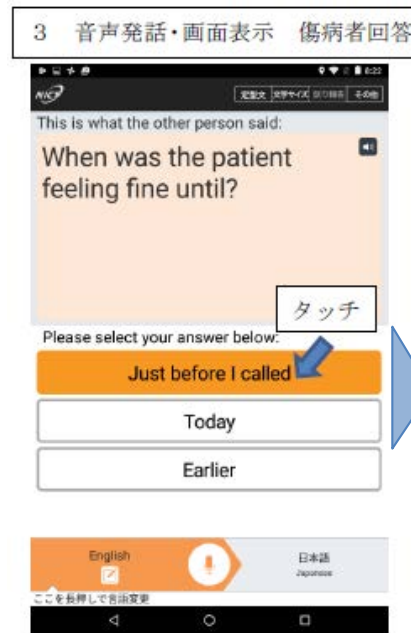 3 音声発話・画面表示 傷病者回答
8:22
NICT
定型文 文字サイズ その他
This is what the other person said:
When was the patient
feeling fine until?
タッチ
Please select your answer below:
Just before I called
Today
Earlier
English
日本語
Japanese
ここを長押しで言語変更